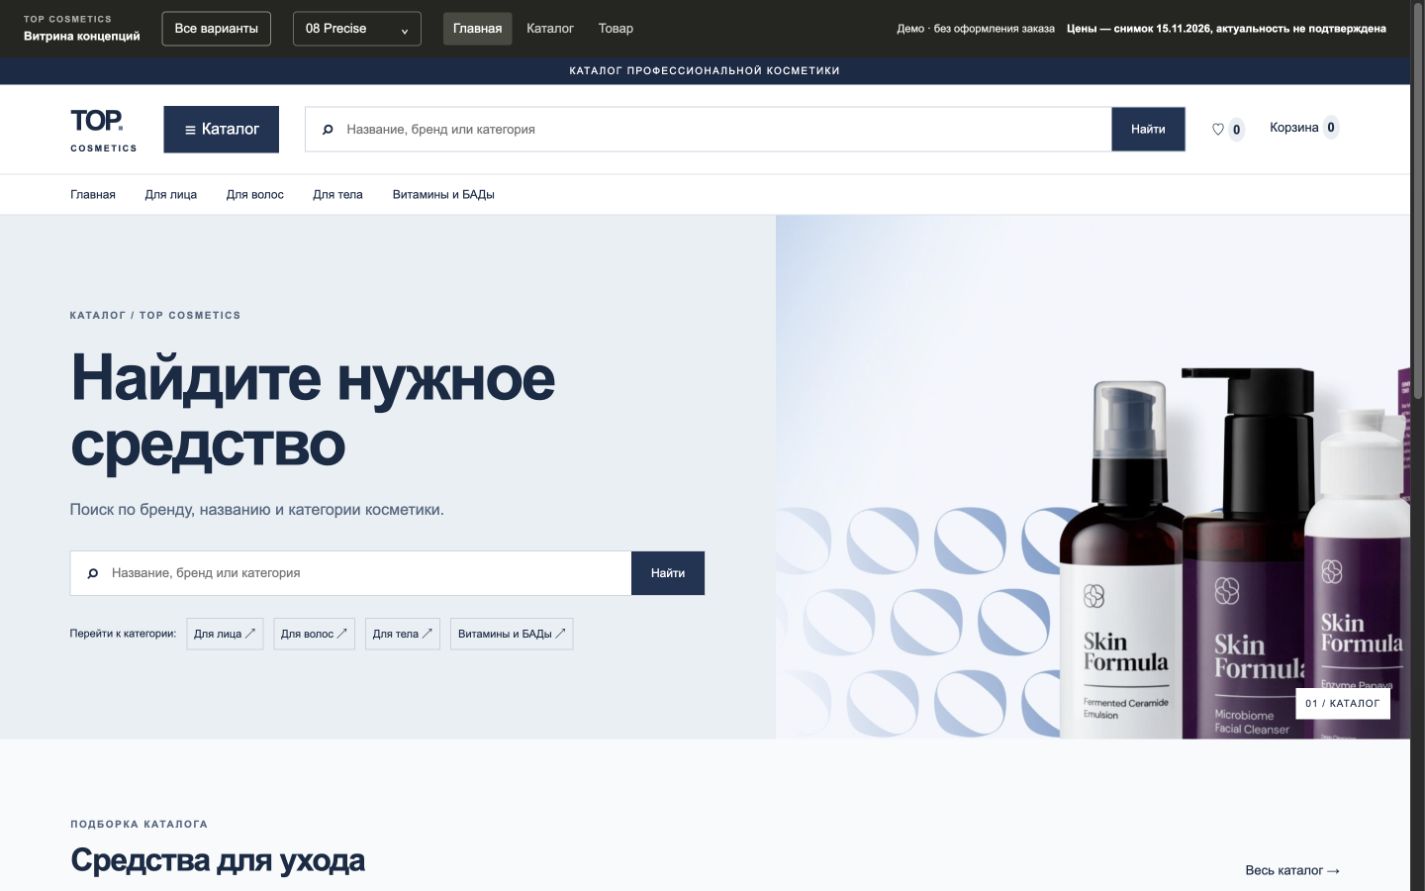 TOP COSMETICS
Витрина концепций
Все варианты
08 Precise
Главная
Каталог
Товар
Демо · без оформления заказа
Цены — снимок 15.11.2026, актуальность не подтверждена
КАТАЛОГ ПРОФЕССИОНАЛЬНОЙ КОСМЕТИКИ
TOP.
COSMETICS
≡ Каталог
Название, бренд или категория
Найти
♡ 0
Корзина 0
Главная
Для лица
Для волос
Для тела
Витамины и БАДы
КАТАЛОГ / TOP COSMETICS
Найдите нужное
средство
Поиск по бренду, названию и категории косметики.
Название, бренд или категория
Найти
Перейти к категории:
Для лица ↗
Для волос ↗
Для тела ↗
Витамины и БАДы ↗
Skin
Formula
Fermented Ceramide
Emulsion
Skin
Formula
Microbiome
Facial Cleanser
Skin
Formula
Enzyme Papaya
01 / КАТАЛОГ
ПОДБОРКА КАТАЛОГА
Средства для ухода
Весь каталог →